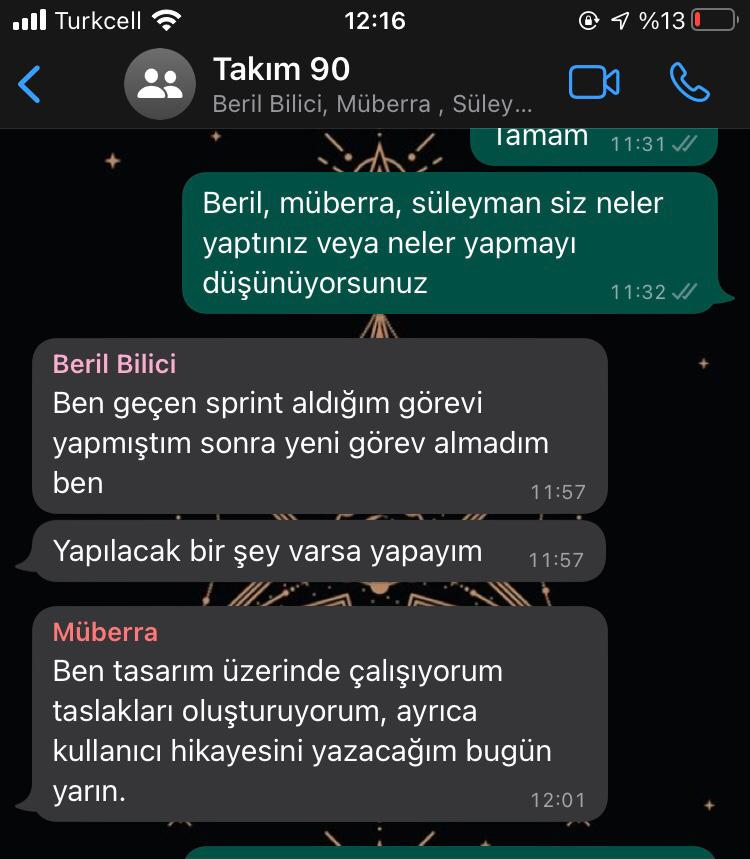 Turkcell 12:16 %13
Takım 90
Beril Bilici, Müberra , Süley...
Tamam 11:31
Beril, müberra, süleyman siz neler
yaptınız veya neler yapmayı
düşünüyorsunuz 11:32
Beril Bilici
Ben geçen sprint aldığım görevi
yapmıştım sonra yeni görev almadım
ben 11:57
Yapılacak bir şey varsa yapayım 11:57
Müberra
Ben tasarım üzerinde çalışıyorum
taslakları oluşturuyorum, ayrıca
kullanıcı hikayesini yazacağım bugün
yarın. 12:01